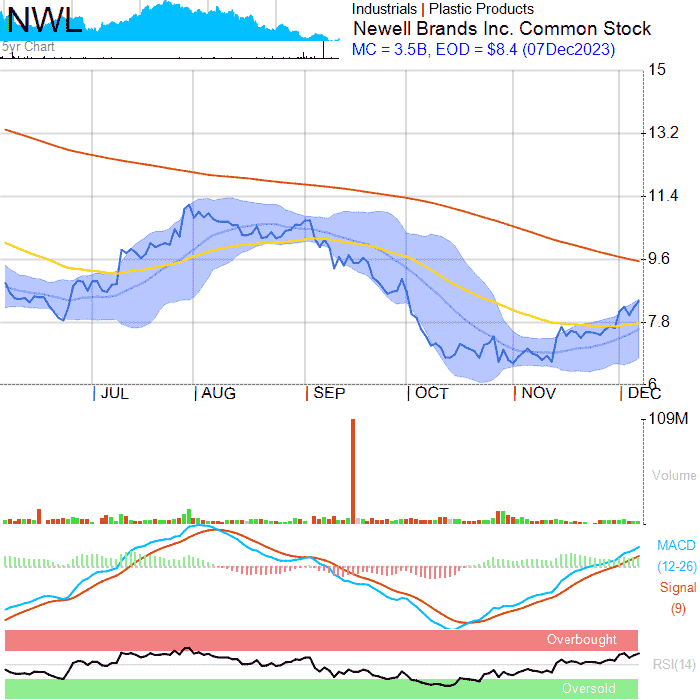 NWL
5yr Chart
Industrials | Plastic Products
Newell Brands Inc. Common Stock
MC = 3.5B, EOD = $8.4 (07Dec2023)
15
13.2
11.4
9.6
7.8
6
JUL AUG SEP OCT NOV DEC
109M
Volume
MACD
(12-26)
Signal
(9)
Overbought
RSI(14)
Oversold